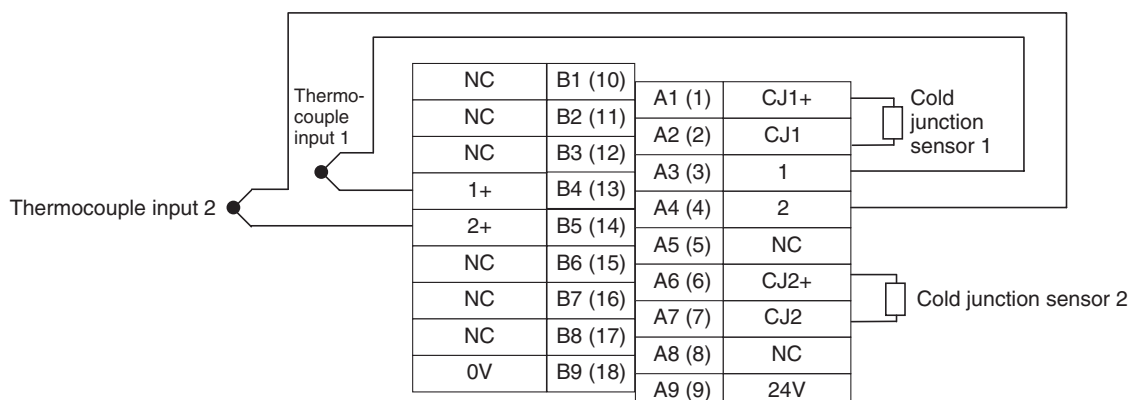 Thermo-
couple
input 1
Thermocouple input 2
NC B1 (10)
NC B2 (11)
NC B3 (12)
1+ B4 (13)
2+ B5 (14)
NC B6 (15)
NC B7 (16)
NC B8 (17)
0V B9 (18)
A1 (1) CJ1+
A2 (2) CJ1
A3 (3) 1
A4 (4) 2
A5 (5) NC
A6 (6) CJ2+
A7 (7) CJ2
A8 (8) NC
A9 (9) 24V
Cold
junction
sensor 1
Cold junction sensor 2